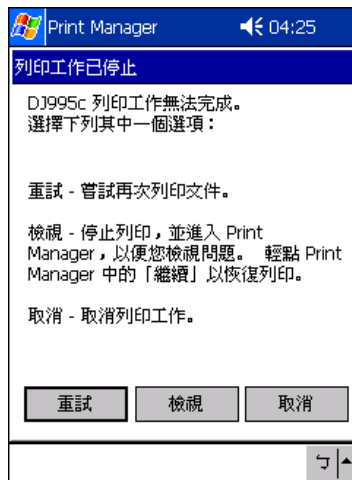 Print Manager 04:25
列印工作已停止
DJ995c 列印工作無法完成。
選擇下列其中一個選項：
重試 - 嘗試再次列印文件。
檢視 - 停止列印，並進入 Print
Manager，以便您檢視問題。 輕點 Print
Manager 中的「繼續」以恢復列印。
取消 - 取消列印工作。
重試 檢視 取消
ㄅ